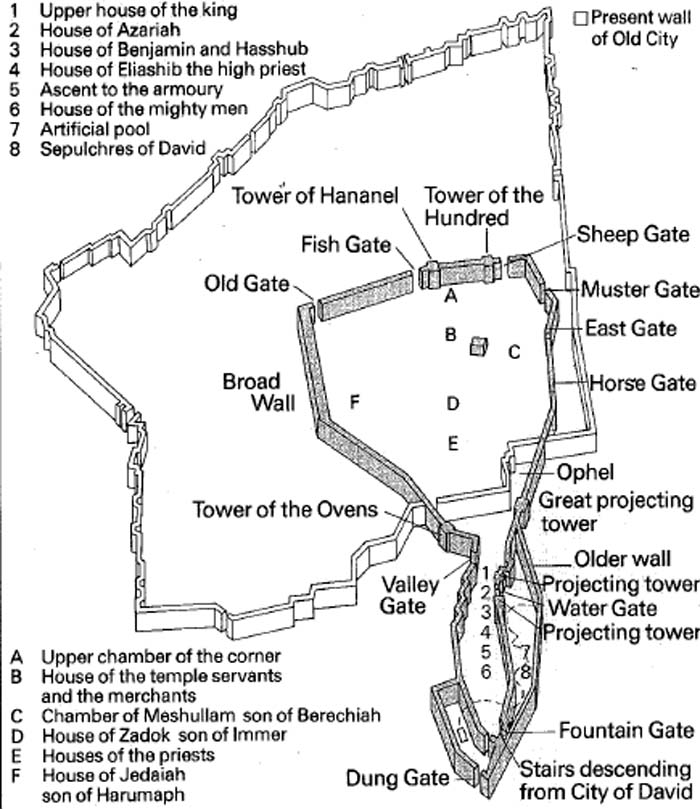 1 Upper house of the king
2 House of Azariah
3 House of Benjamin and Hasshub
4 House of Eliashib the high priest
5 Ascent to the armoury
6 House of the mighty men
7 Artificial pool
8 Sepulchres of David
Present wall
of Old City
Tower of Hananel
Tower of the
Hundred
Fish Gate
Sheep Gate
Old Gate
Muster Gate
A
East Gate
B
C
Horse Gate
Broad
Wall
F
D
E
Ophel
Great projecting
tower
Tower of the Ovens
Older wall
Valley
Gate
1
Projecting tower
2
Water Gate
3
Projecting tower
4
5
7
6
8
A Upper chamber of the corner
B House of the temple servants
and the merchants
C Chamber of Meshullam son of Berechiah
D House of Zadok son of Immer
E Houses of the priests
F House of Jedaiah
son of Harumaph
Fountain Gate
Dung Gate
Stairs descending
from City of David